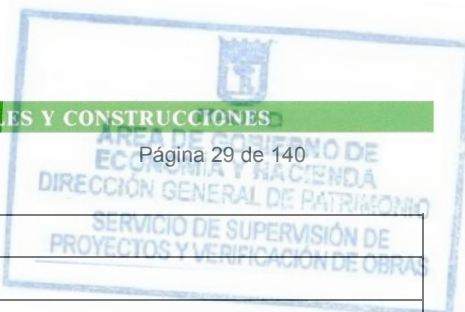 ES Y CONSTRUCCIONES
ÁREA DE GOBIERNO DE
ECONOMÍA Y HACIENDA
Página 29 de 140
DIRECCIÓN GENERAL DE PATRIMONIO
SERVICIO DE SUPERVISIÓN DE
PROYECTOS Y VERIFICACIÓN DE OBRAS